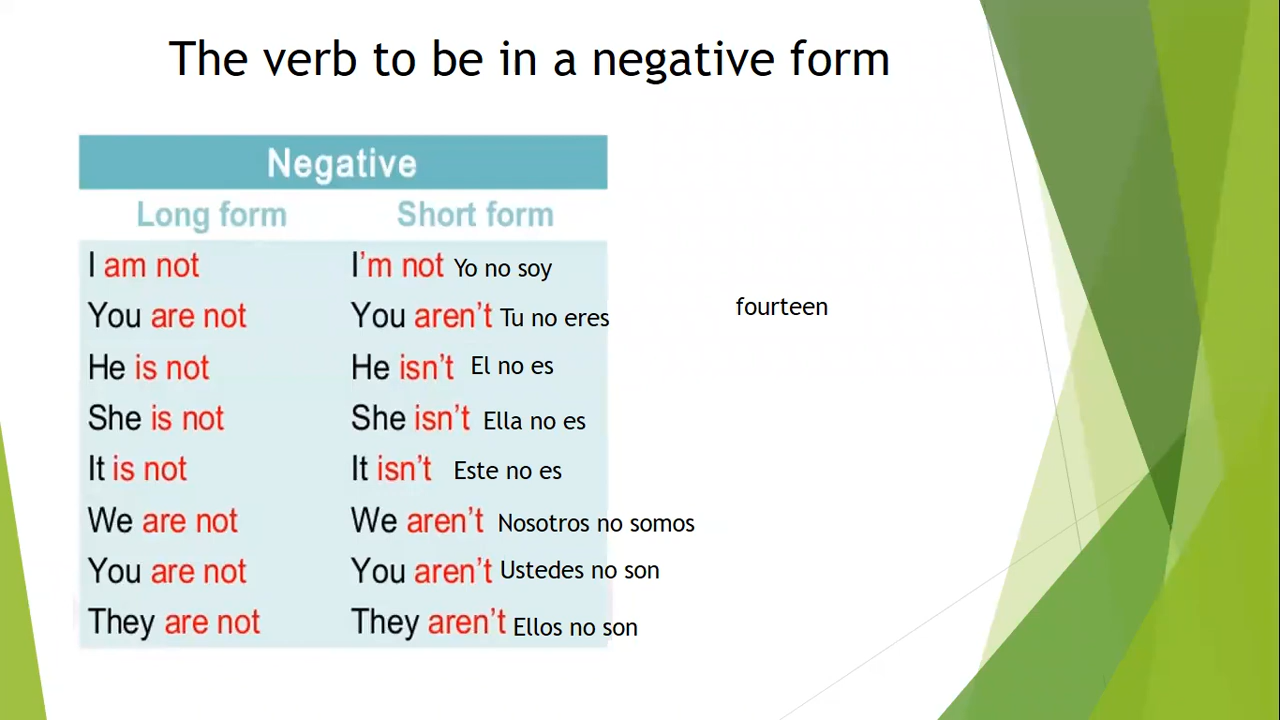 The verb to be in a negative form
Negative
Long form Short form
I am not I’m not Yo no soy
You are not You aren’t Tu no eres
fourteen
He is not He isn’t El no es
She is not She isn’t Ella no es
It is not It isn’t Este no es
We are not We aren’t Nosotros no somos
You are not You aren’t Ustedes no son
They are not They aren’t Ellos no son